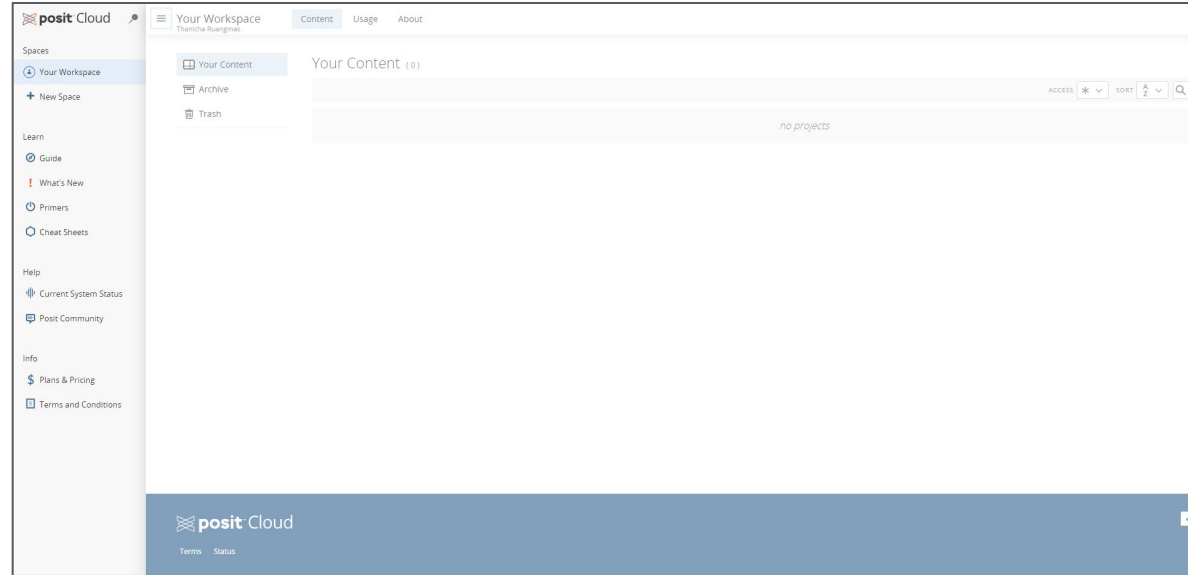 posit Cloud
Spaces
Your Workspace
New Space
Learn
Guide
What's New
Primers
Cheat Sheets
Help
Current System Status
Posit Community
Info
Plans & Pricing
Terms and Conditions
Your Workspace
Thanicha Ruangmas
Content Usage About
Your Content
Archive
Trash
Your Content (0)
ACCESS * SORT A Z
no projects
posit Cloud
Terms Status